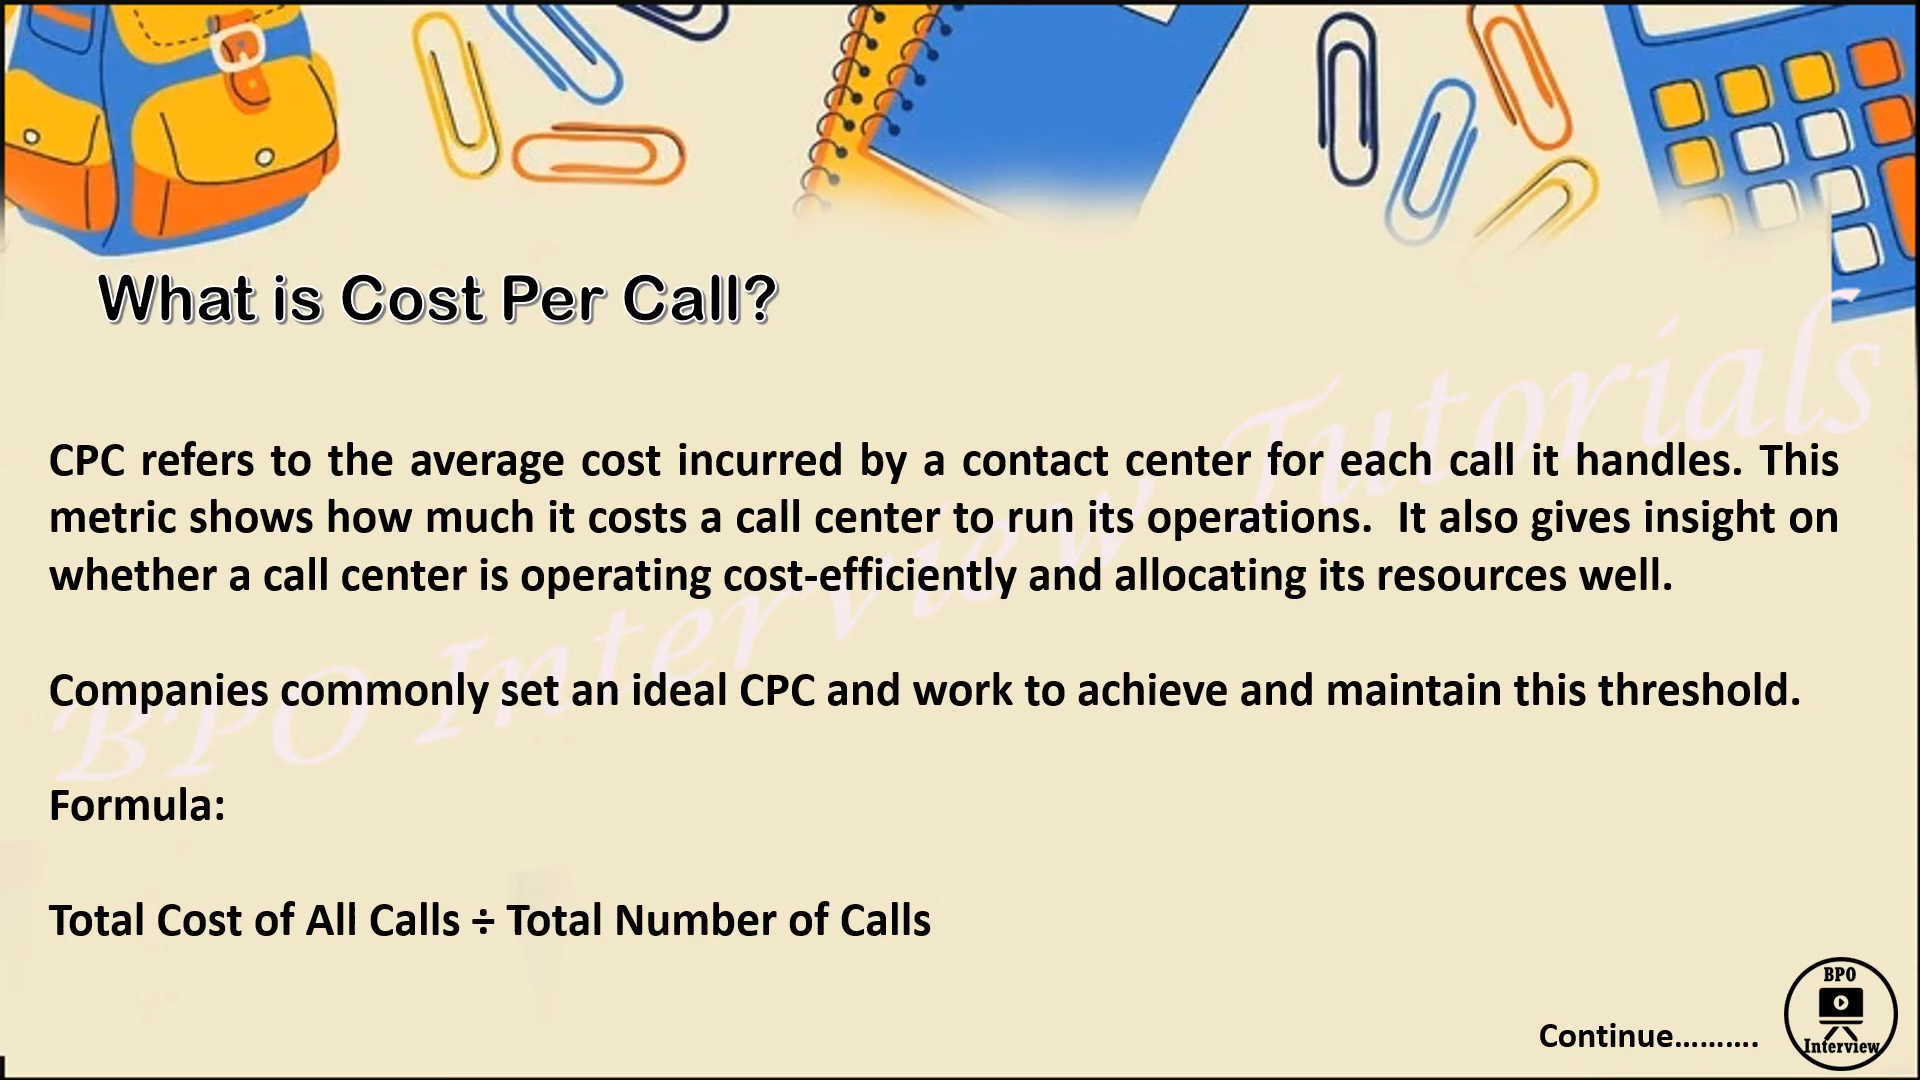 What is Cost Per Call?
CPC refers to the average cost incurred by a contact center for each call it handles. This
metric shows how much it costs a call center to run its operations.  It also gives insight on
whether a call center is operating cost-efficiently and allocating its resources well.
Companies commonly set an ideal CPC and work to achieve and maintain this threshold.
Formula:
Total Cost of All Calls ÷ Total Number of Calls
BPO Interview Tutorials
Continue……….
BPO
Interview